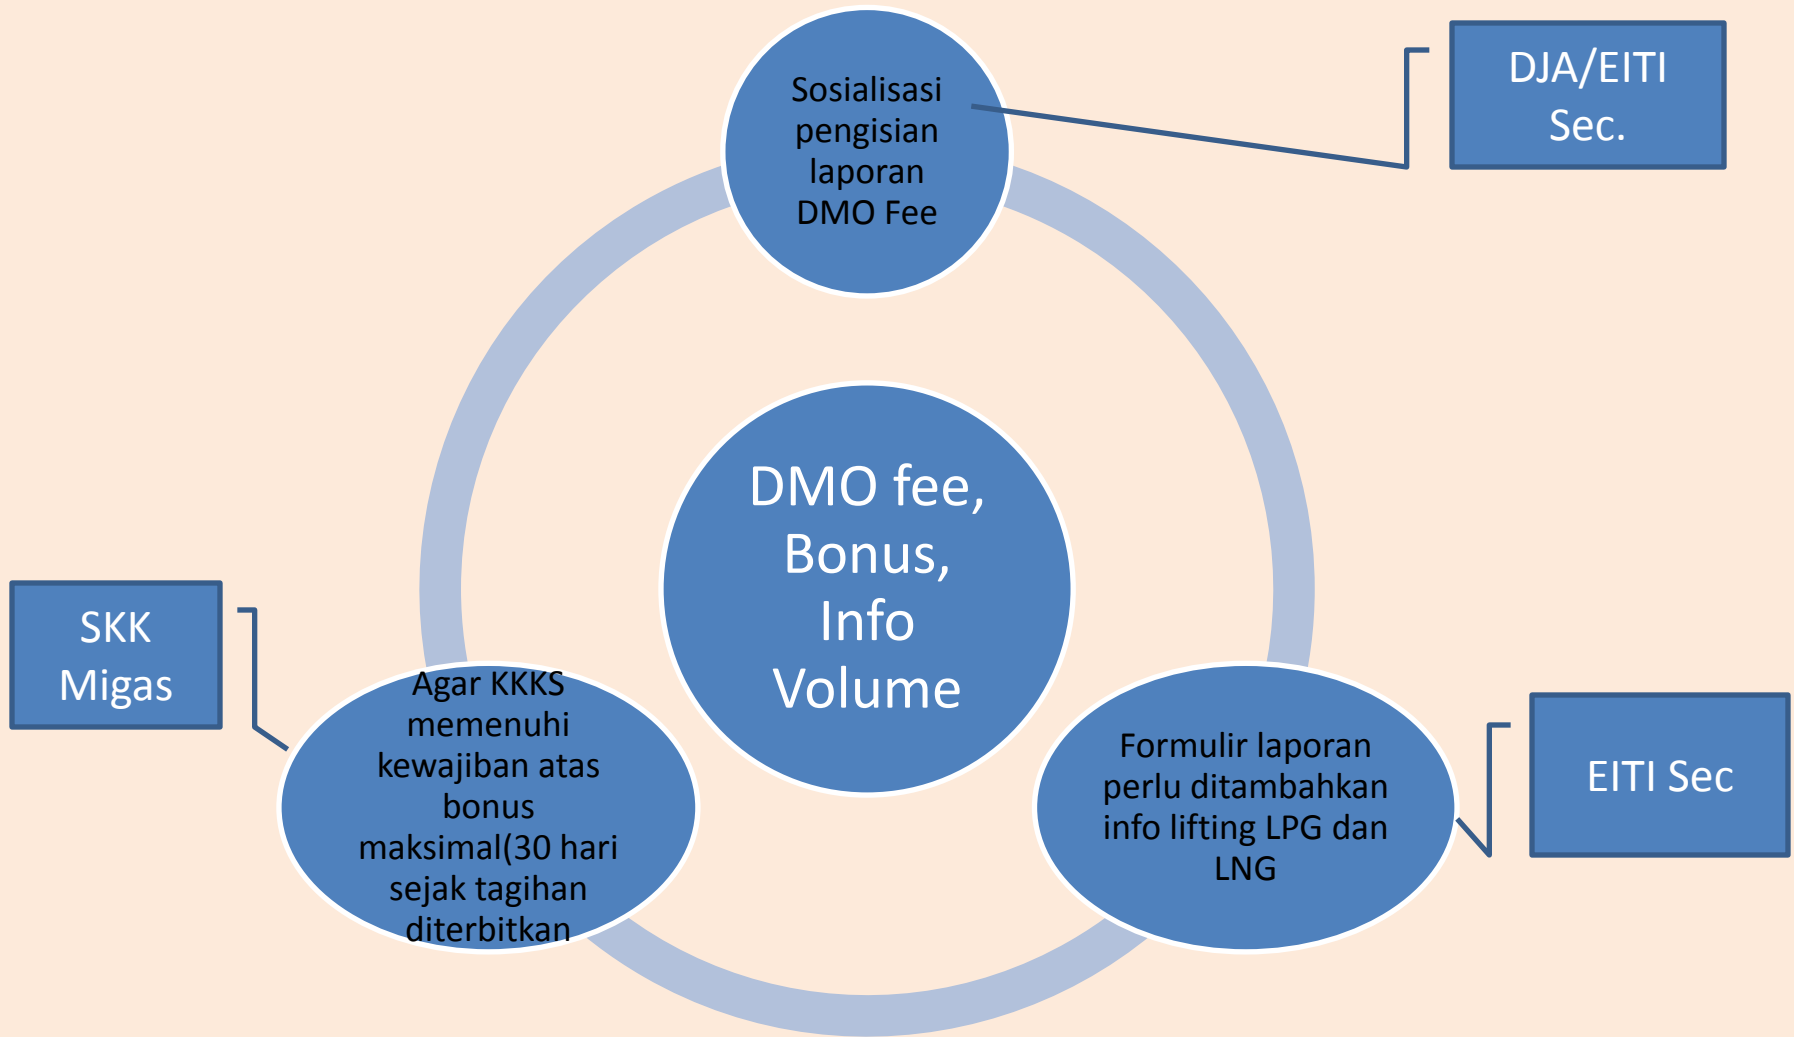 Sosialisasi
pengisian
laporan
DMO Fee
DJA/EITI
Sec.
DMO fee,
Bonus,
Info
Volume
SKK
Migas
Agar KKKS
memenuhi
kewajiban atas
bonus
maksimal(30 hari
sejak tagihan
diterbitkan
Formulir laporan
perlu ditambahkan
info lifting LPG dan
LNG
EITI Sec